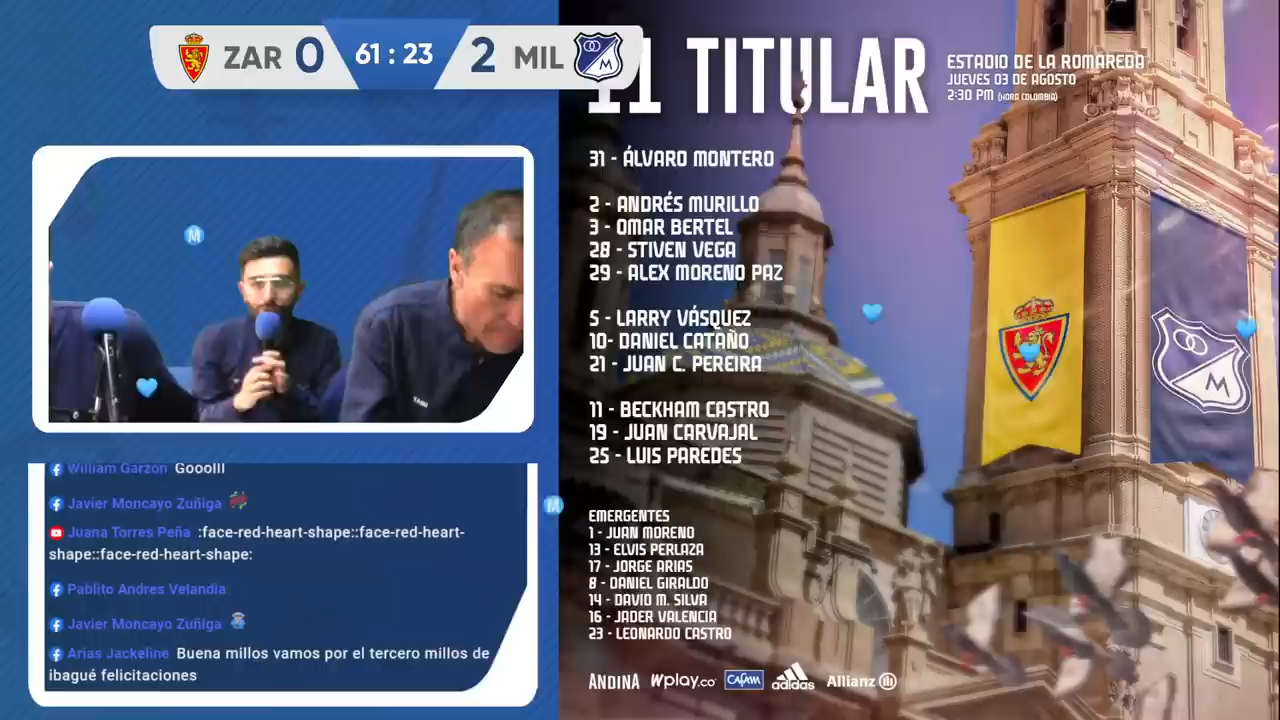 ZAR 0 61 : 23 2 MIL
11 TITULAR
ESTADIO DE LA ROMAREDA
JUEVES 03 DE AGOSTO
2:30 PM (HORA COLOMBIA)
31 - ÁLVARO MONTERO
2 - ANDRÉS MURILLO
3 - OMAR BERTEL
28 - STIVEN VEGA
29 - ALEX MORENO PAZ
5 - LARRY VÁSQUEZ
10- DANIEL CATAÑO
21 - JUAN C. PEREIRA
11 - BECKHAM CASTRO
19 - JUAN CARVAJAL
25 - LUIS PAREDES
EMERGENTES
1 - JUAN MORENO
13 - ELVIS PERLAZA
17 - JORGE ARIAS
8 - DANIEL GIRALDO
14 - DAVID M. SILVA
16 - JADER VALENCIA
23 - LEONARDO CASTRO
ANDINA Wplay.co CAFAM adidas Allianz
William Garzon Gooolll
Javier Moncayo Zuñiga
Juana Torres Peña :face-red-heart-shape::face-red-heart-
shape::face-red-heart-shape:
Pablito Andres Velandia
Javier Moncayo Zuñiga
Arias Jackeline Buena millos vamos por el tercero millos de
ibagué felicitaciones
M
M
M